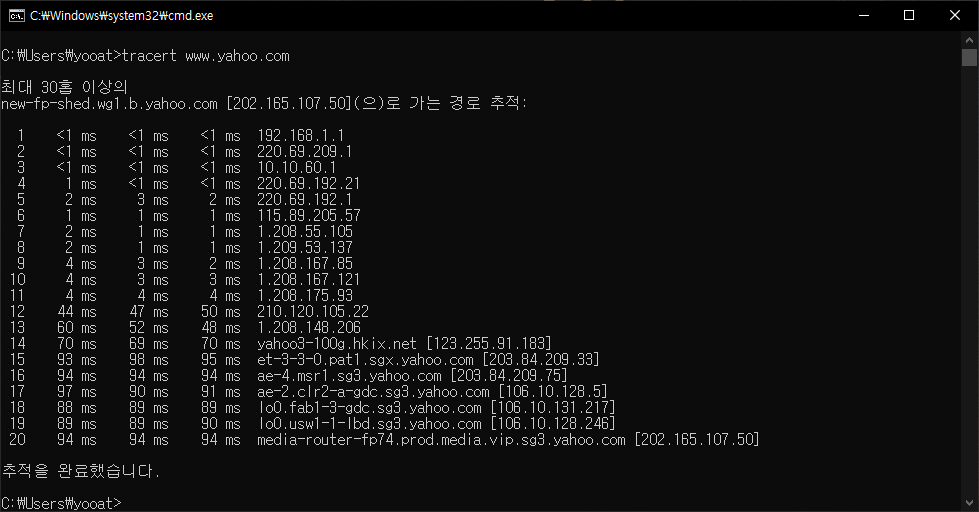 C:\Windows\system32\cmd.exe
C:\Users\yooat>tracert www.yahoo.com
최대 30홉 이상의
new-fp-shed.wg1.b.yahoo.com [202.165.107.50](으)로 가는 경로 추적:
1 <1 ms <1 ms <1 ms 192.168.1.1
2 <1 ms <1 ms <1 ms 220.69.209.1
3 <1 ms <1 ms <1 ms 10.10.60.1
4 1 ms <1 ms <1 ms 220.69.192.21
5 2 ms 3 ms 2 ms 220.69.192.1
6 1 ms 1 ms 1 ms 115.89.205.57
7 2 ms 1 ms 1 ms 1.208.55.105
8 2 ms 1 ms 1 ms 1.209.53.137
9 4 ms 3 ms 2 ms 1.208.167.85
10 4 ms 3 ms 3 ms 1.208.167.121
11 4 ms 4 ms 4 ms 1.208.175.93
12 44 ms 47 ms 50 ms 210.120.105.22
13 60 ms 52 ms 48 ms 1.208.148.206
14 70 ms 69 ms 70 ms yahoo3-100g.hkix.net [123.255.91.183]
15 93 ms 98 ms 95 ms et-3-3-0.pat1.sgx.yahoo.com [203.84.209.33]
16 94 ms 94 ms 94 ms ae-4.msr1.sg3.yahoo.com [203.84.209.75]
17 97 ms 90 ms 91 ms ae-2.clr2-a-gdc.sg3.yahoo.com [106.10.128.5]
18 88 ms 89 ms 89 ms lo0.fab1-3-gdc.sg3.yahoo.com [106.10.131.217]
19 89 ms 89 ms 90 ms lo0.usw1-1-lbd.sg3.yahoo.com [106.10.128.246]
20 94 ms 94 ms 94 ms media-router-fp74.prod.media.vip.sg3.yahoo.com [202.165.107.50]
추적을 완료했습니다.
C:\Users\yooat>